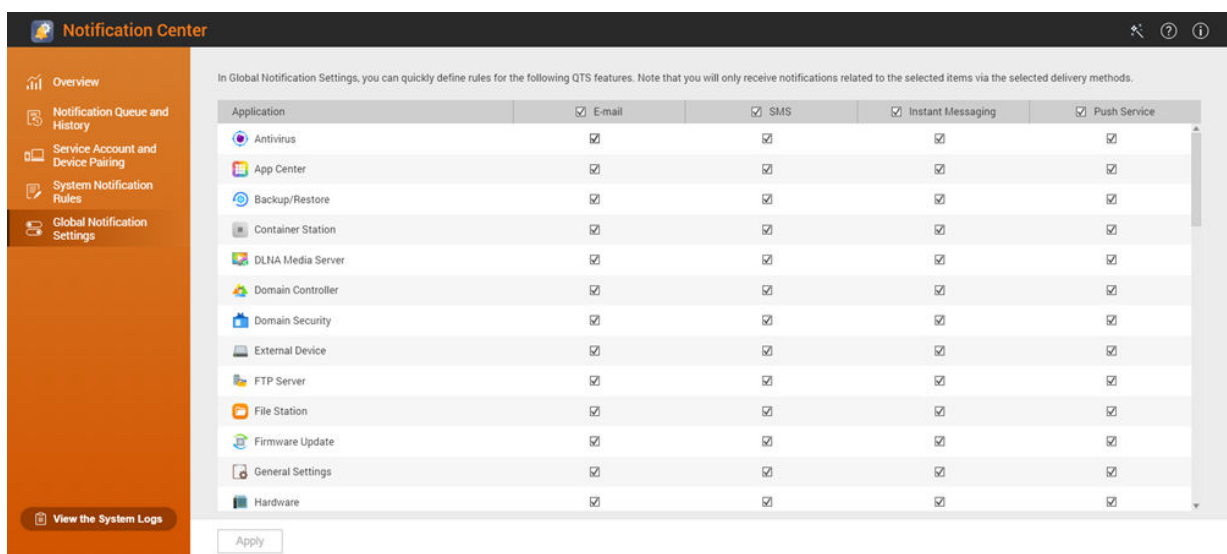 Notification Center
Overview
Notification Queue and
History
Service Account and
Device Pairing
System Notification
Rules
Global Notification
Settings
View the System Logs
In Global Notification Settings, you can quickly define rules for the following QTS features. Note that you will only receive notifications related to the selected items via the selected delivery methods.
Application E-mail SMS Instant Messaging Push Service
Antivirus
App Center
Backup/Restore
Container Station
DLNA Media Server
Domain Controller
Domain Security
External Device
FTP Server
File Station
Firmware Update
General Settings
Hardware
Apply